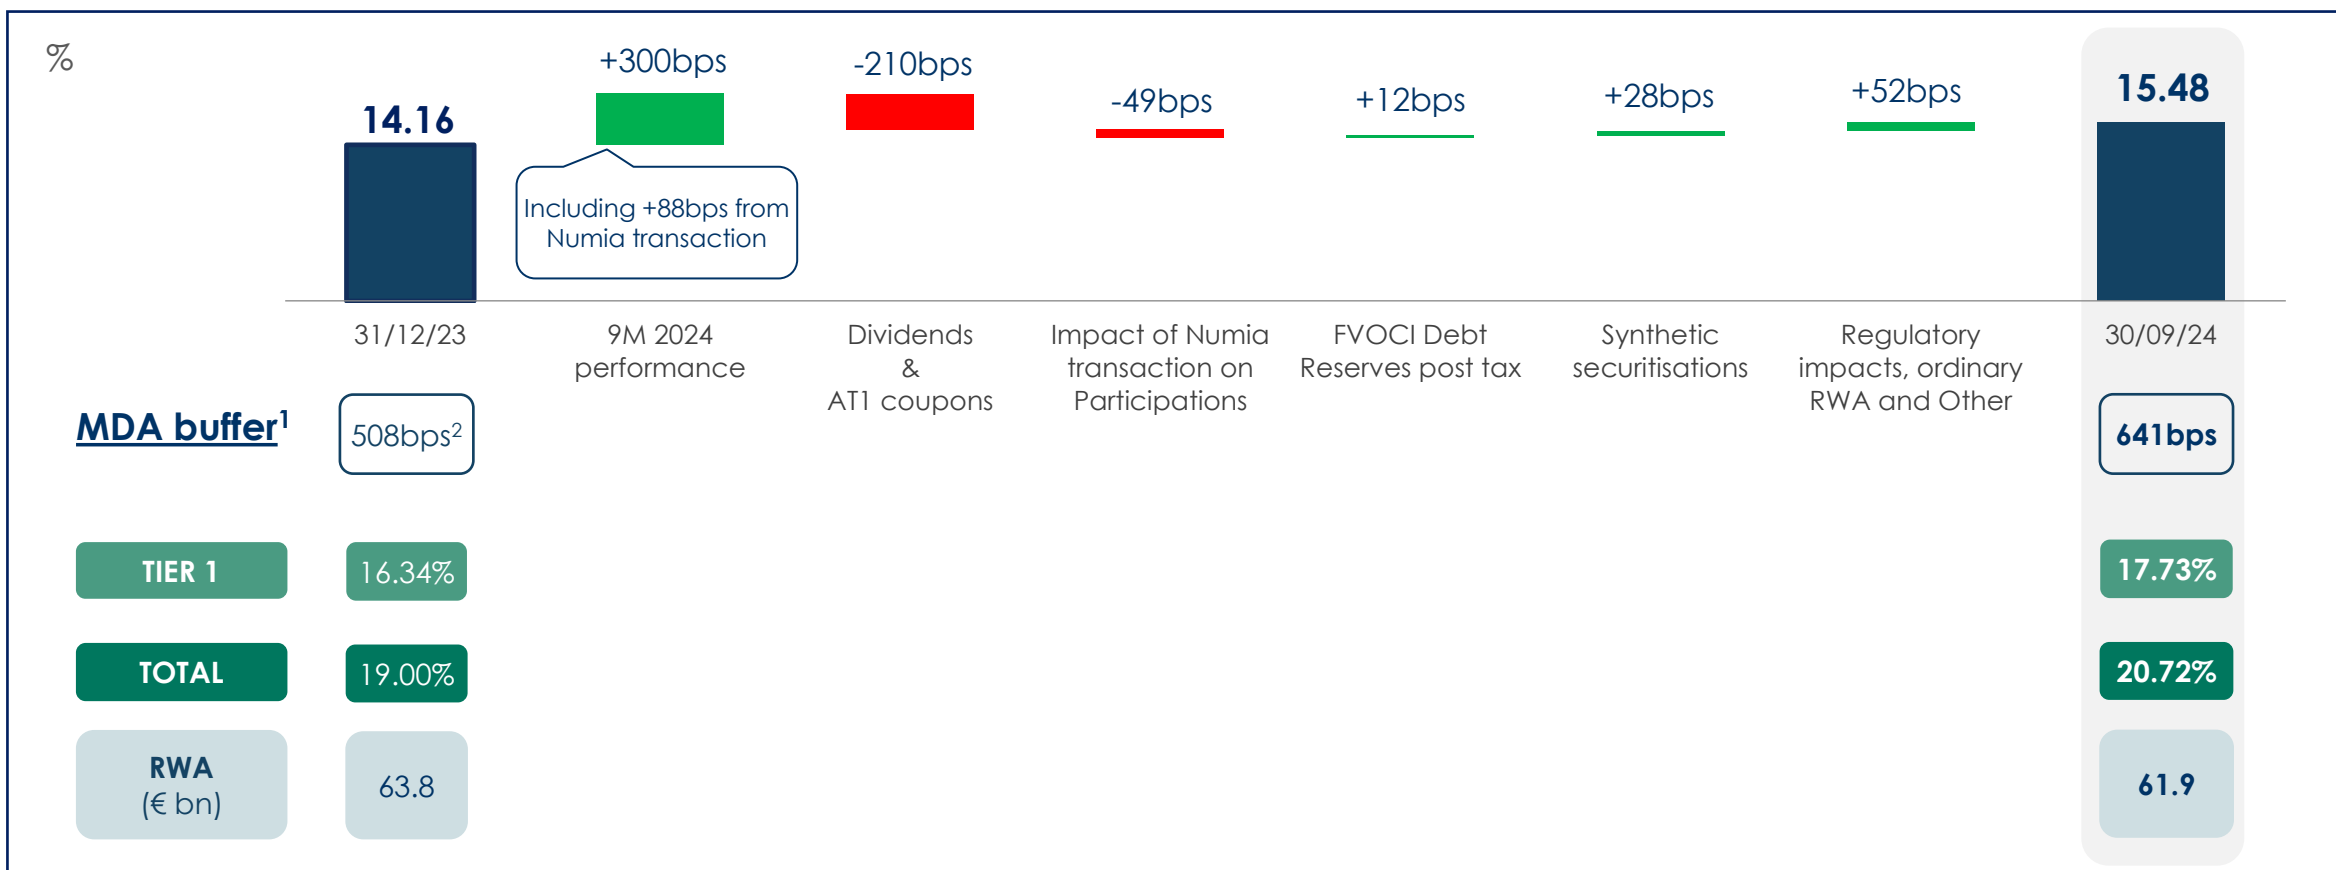 %
14.16
+300bps
-210bps
-49bps
+12bps
+28bps
+52bps
15.48
Including +88bps from
Numia transaction
31/12/23
9M 2024
performance
Dividends
&
AT1 coupons
Impact of Numia
transaction on
Participations
FVOCI Debt
Reserves post tax
Synthetic
securitisations
Regulatory
impacts, ordinary
RWA and Other
30/09/24
MDA buffer¹
508bps²
641bps
TIER 1
16.34%
17.73%
TOTAL
19.00%
20.72%
RWA
(€ bn)
63.8
61.9